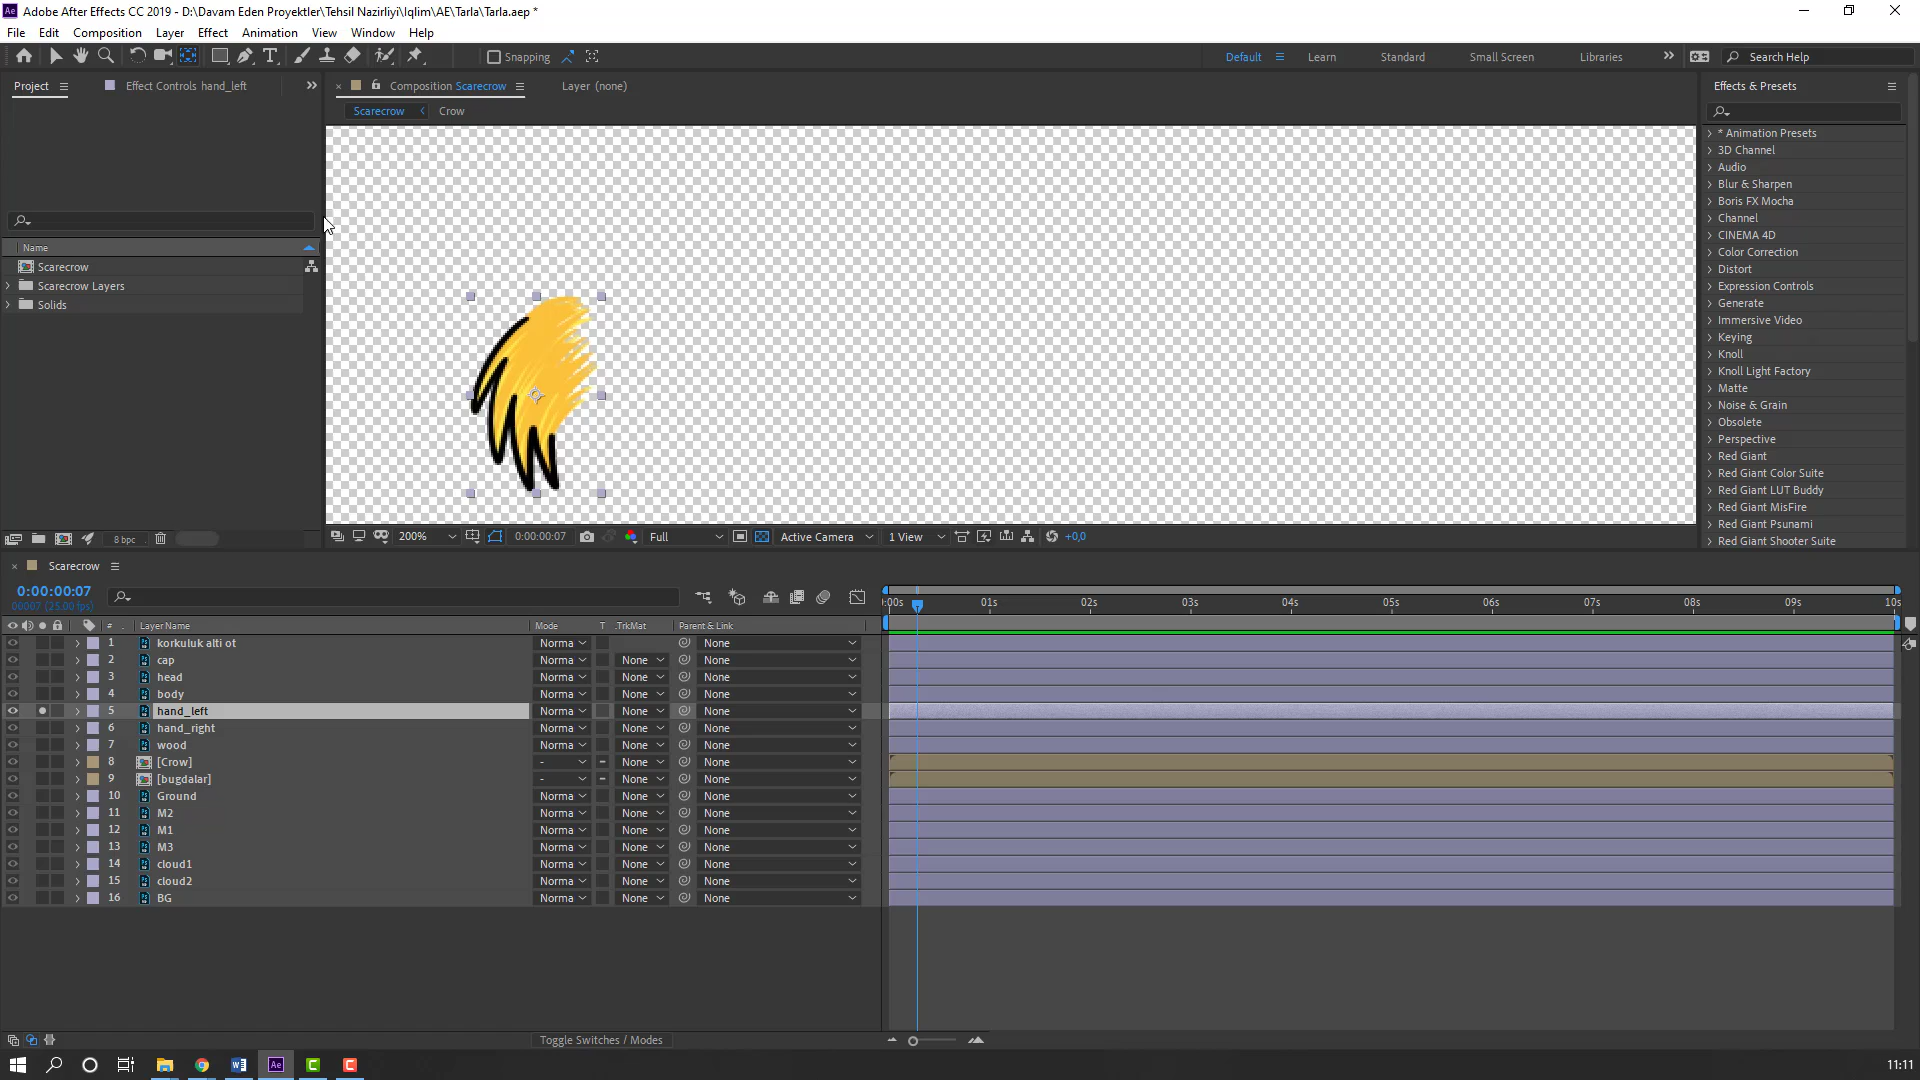 Adobe After Effects CC 2019 - D:\Davam Eden Proyektler\Tehsil Nazirliyi\Iqlim\AE\Tarla\Tarla.aep *
File Edit Composition Layer Effect Animation View Window Help
Snapping Default Learn Standard Small Screen Libraries Search Help
Project Effect Controls hand_left Composition Scarecrow Layer (none) Effects & Presets
Scarecrow Crow
* Animation Presets
3D Channel
Audio
Blur & Sharpen
Boris FX Mocha
Channel
CINEMA 4D
Color Correction
Distort
Expression Controls
Generate
Immersive Video
Keying
Knoll
Knoll Light Factory
Matte
Noise & Grain
Obsolete
Perspective
Red Giant
Red Giant Color Suite
Red Giant LUT Buddy
Red Giant MisFire
Red Giant Psunami
Red Giant Shooter Suite
Name
Scarecrow
Scarecrow Layers
Solids
8 bpc
200% 0:00:00:07 Full Active Camera 1 View +0,0
Scarecrow
0:00:00:07
00007 (25.00 fps)
:00s 01s 02s 03s 04s 05s 06s 07s 08s 09s 10s
# Layer Name Mode T .TrkMat Parent & Link
1 korkuluk alti ot Norma None
2 cap Norma None None
3 head Norma None None
4 body Norma None None
5 hand_left Norma None None
6 hand_right Norma None None
7 wood Norma None None
8 [Crow] - None None
9 [bugdalar] - None None
10 Ground Norma None None
11 M2 Norma None None
12 M1 Norma None None
13 M3 Norma None None
14 cloud1 Norma None None
15 cloud2 Norma None None
16 BG Norma None None
Toggle Switches / Modes
11:11